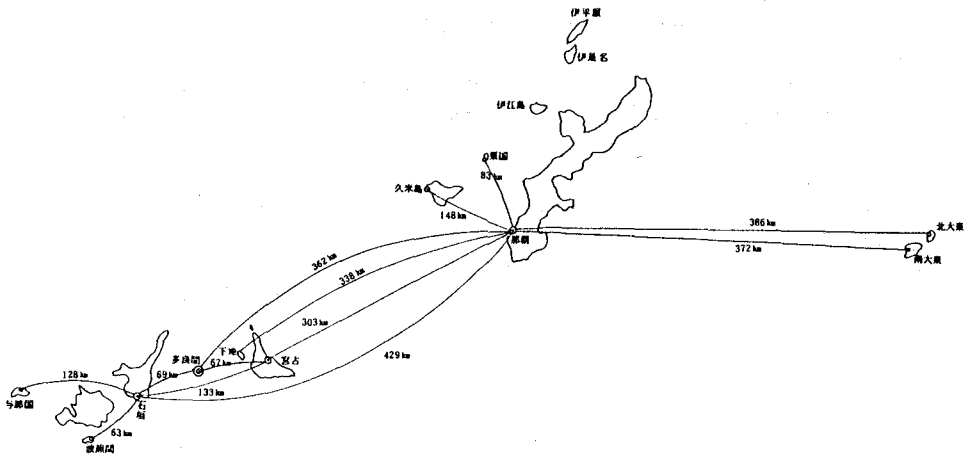 伊平屋
伊是名
伊江島
粟国
83㎞
久米島
148㎞
那覇
386㎞
北大東
372㎞
南大東
362㎞
338㎞
303㎞
429㎞
下地
多良間
62㎞
宮古
69㎞
133㎞
128㎞
与那国
石垣
63㎞
波照間